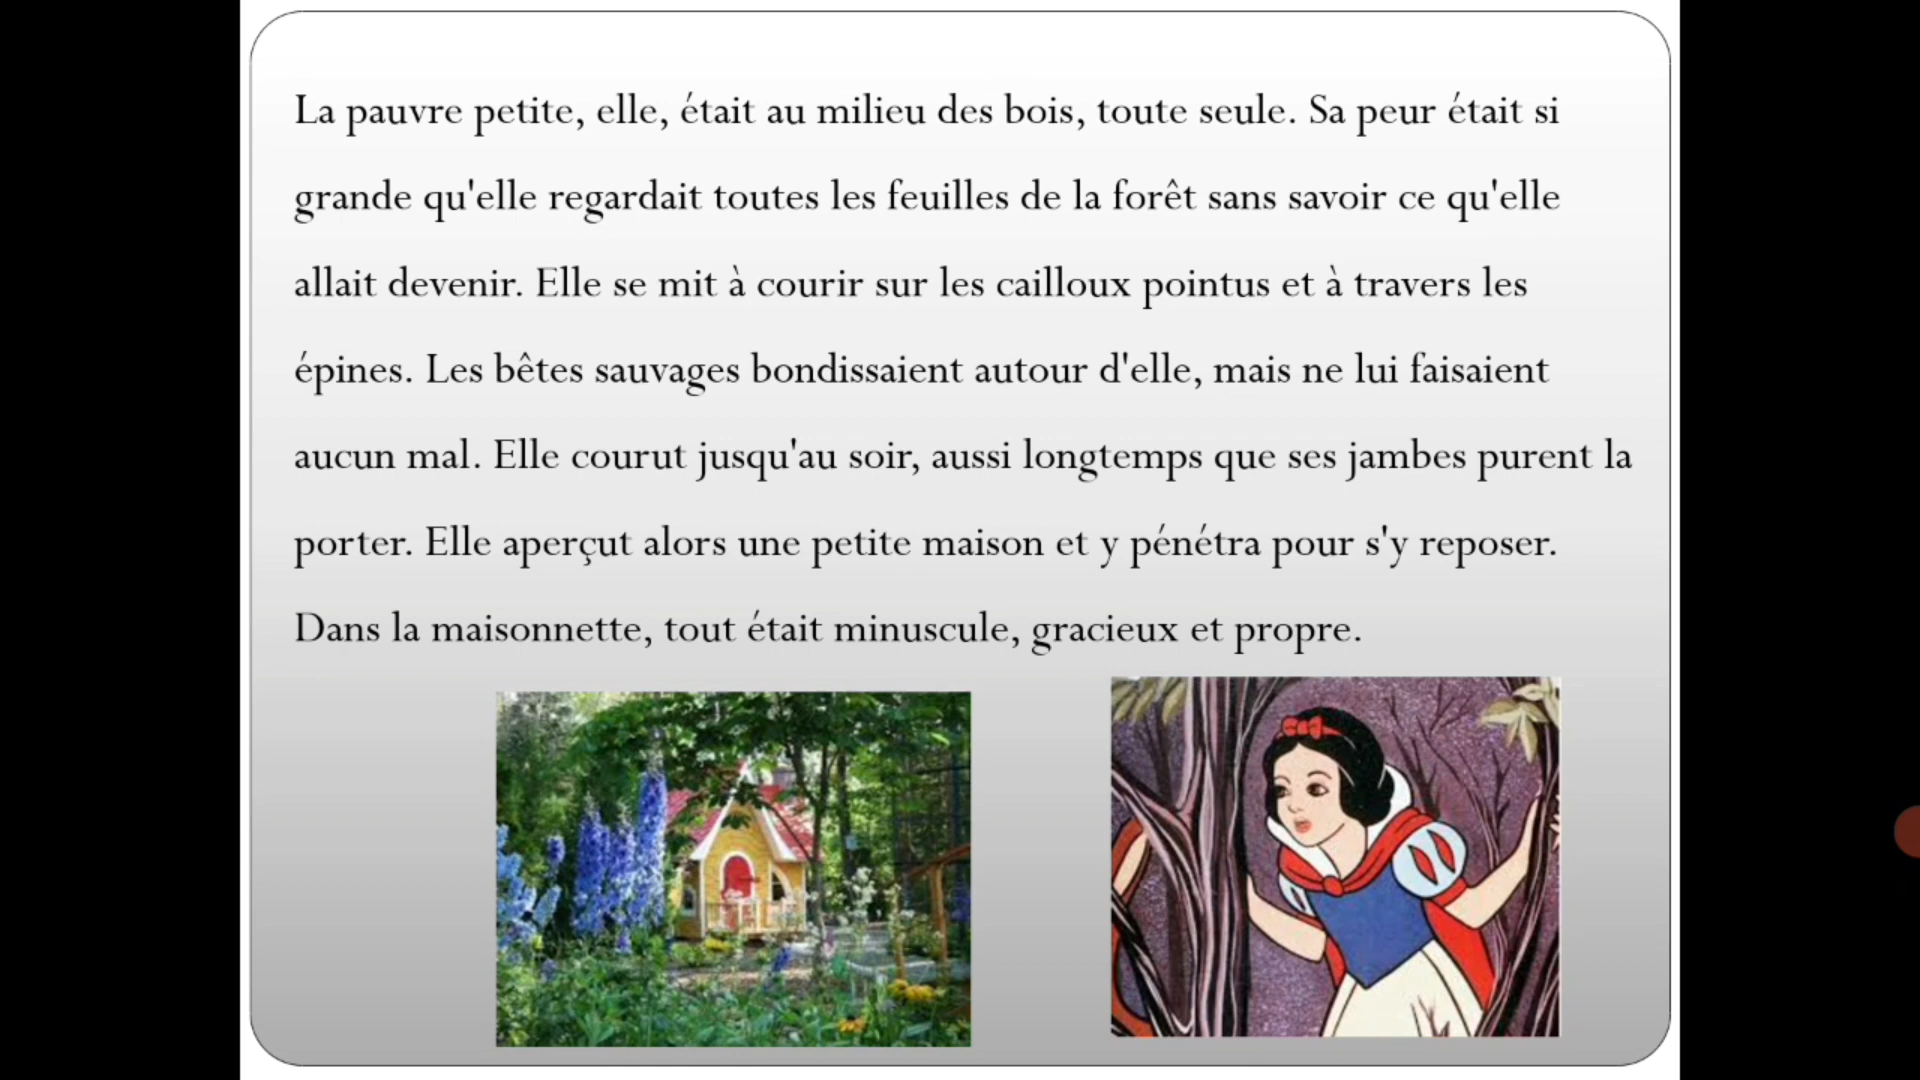 La pauvre petite, elle, était au milieu des bois, toute seule. Sa peur était si
grande qu'elle regardait toutes les feuilles de la forêt sans savoir ce qu'elle
allait devenir. Elle se mit à courir sur les cailloux pointus et à travers les
épines. Les bêtes sauvages bondissaient autour d'elle, mais ne lui faisaient
aucun mal. Elle courut jusqu'au soir, aussi longtemps que ses jambes purent la
porter. Elle aperçut alors une petite maison et y pénétra pour s'y reposer.
Dans la maisonnette, tout était minuscule, gracieux et propre.